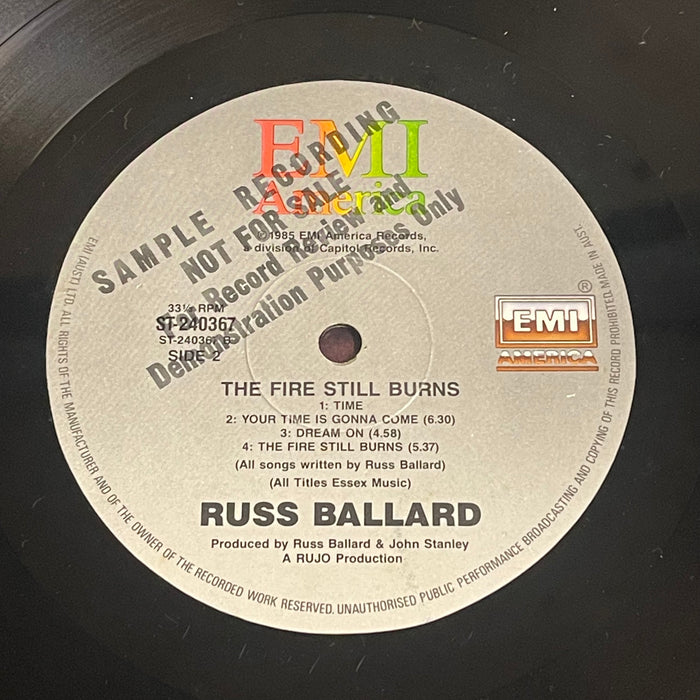 EMI
America
SAMPLE RECORDING
NOT FOR SALE
For Record Review and
Demonstration Purposes Only
℗1985 EMI America Records,
a division of Capitol Records, Inc.
33⅓ RPM
ST-240367
ST-240367 B
SIDE 2
EMI
AMERICA
®
THE FIRE STILL BURNS
1: TIME
2: YOUR TIME IS GONNA COME (6.30)
3: DREAM ON (4.58)
4: THE FIRE STILL BURNS (5.37)
(All songs written by Russ Ballard)
(All Titles Essex Music)
RUSS BALLARD
Produced by Russ Ballard & John Stanley
A RUJO Production
EMI (AUST) LTD. ALL RIGHTS OF THE MANUFACTURER AND OF THE OWNER OF THE RECORDED WORK RESERVED. UNAUTHORISED PUBLIC PERFORMANCE BROADCASTING AND COPYING OF THIS RECORD PROHIBITED. MADE IN AUST.